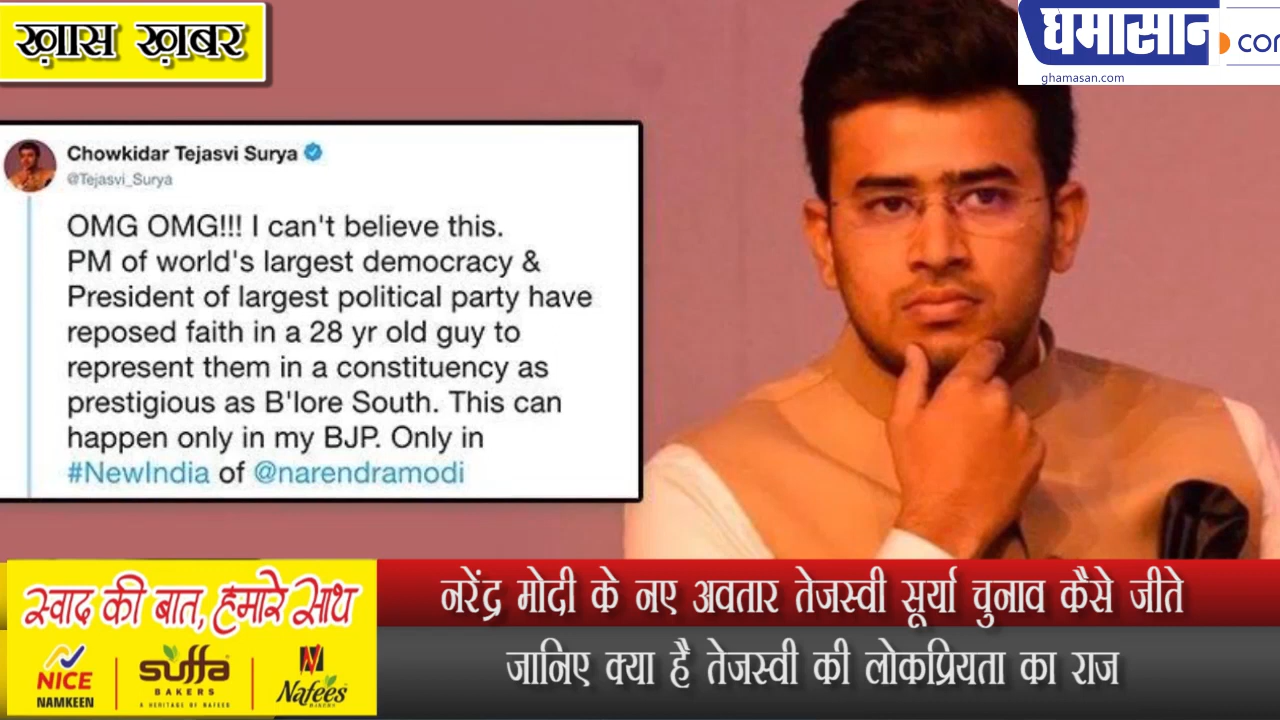 ख़ास ख़बर
घमासान.com
ghamasan.com
Chowkidar Tejasvi Surya
@Tejasvi_Surya
OMG OMG!!! I can't believe this.
PM of world's largest democracy &
President of largest political party have
reposed faith in a 28 yr old guy to
represent them in a constituency as
prestigious as B'lore South. This can
happen only in my BJP. Only in
#NewIndia of @narendramodi
स्वाद की बात, हमारे साथ
NICE
NAMKEEN
suffa
BAKERS
A HERITAGE OF NAFEES
Nafees
BAKERY
नरेंद्र मोदी के नए अवतार तेजस्वी सूर्या चुनाव कैसे जीते
जानिए क्या है तेजस्वी की लोकप्रियता का राज